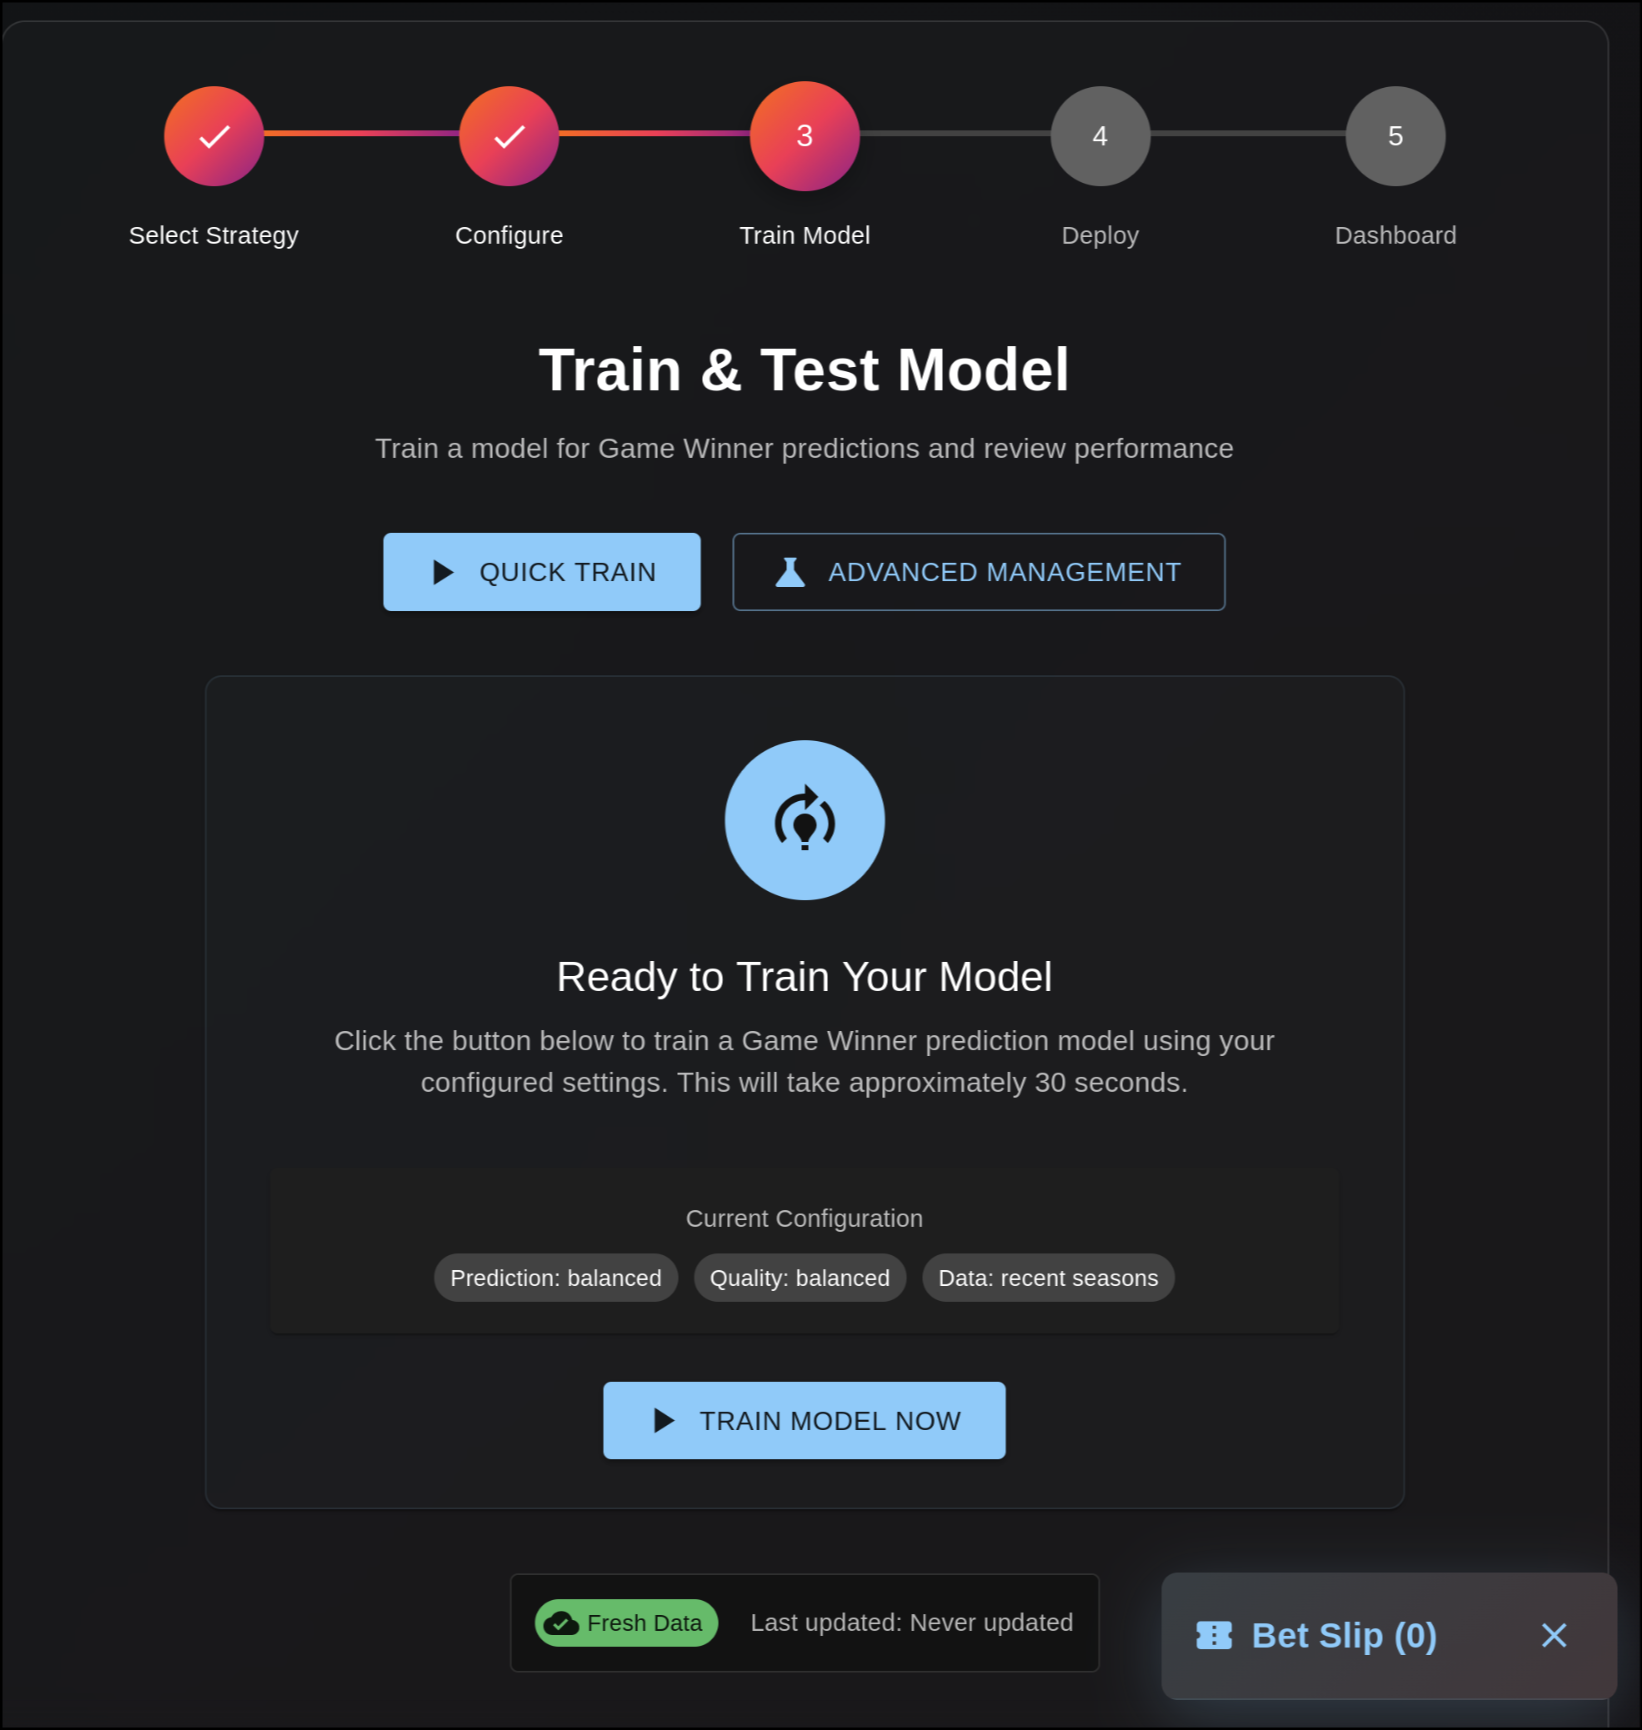 3
4
5
Select Strategy
Configure
Train Model
Deploy
Dashboard
Train & Test Model
Train a model for Game Winner predictions and review performance
QUICK TRAIN
ADVANCED MANAGEMENT
Ready to Train Your Model
Click the button below to train a Game Winner prediction model using your
configured settings. This will take approximately 30 seconds.
Current Configuration
Prediction: balanced
Quality: balanced
Data: recent seasons
TRAIN MODEL NOW
Fresh Data
Last updated: Never updated
Bet Slip (0)